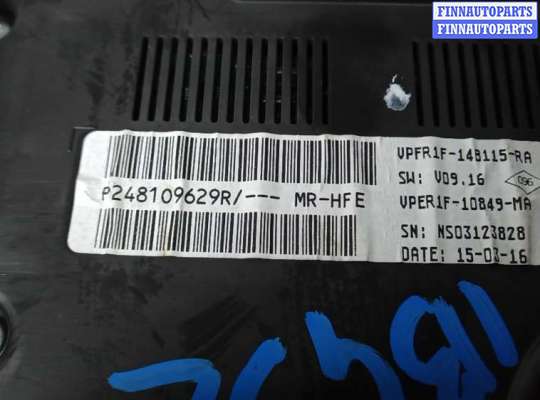 FINNAUTOPARTS
FINNAUTOPARTS
P248109629R/--- MR-HFE
VPFR1F-14B115-RA
SW: V09.16
096
VPER1F-10849-MA
SN: NS03123828
DATE: 15-03-16